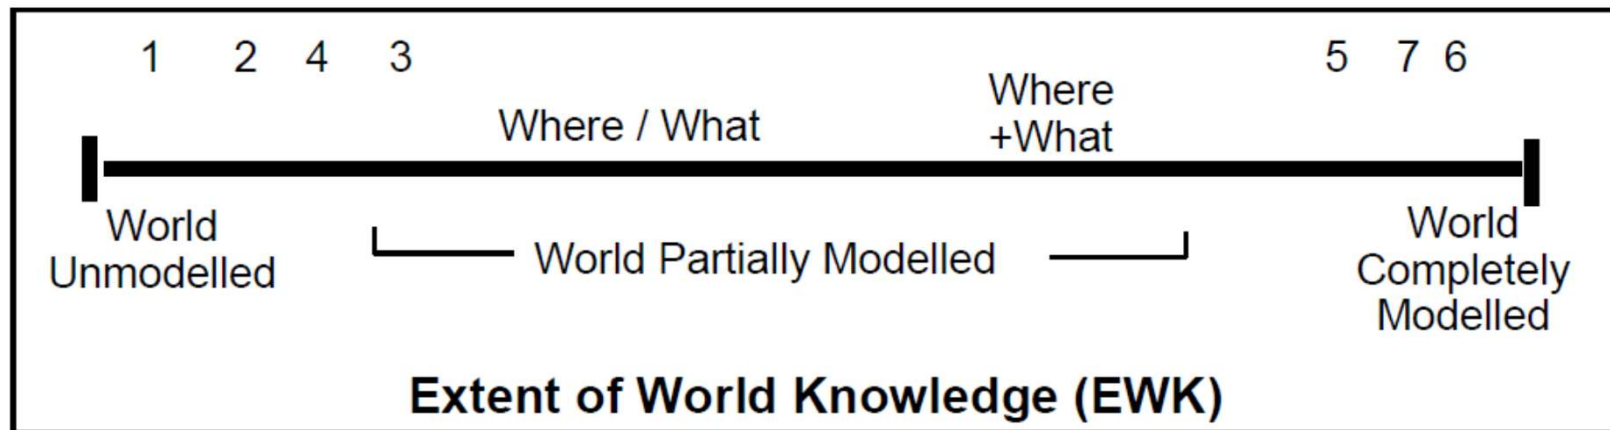 1 2 4 3 5 7 6
Where / What
Where
+What
World
Unmodelled
World Partially Modelled
World
Completely
Modelled
Extent of World Knowledge (EWK)